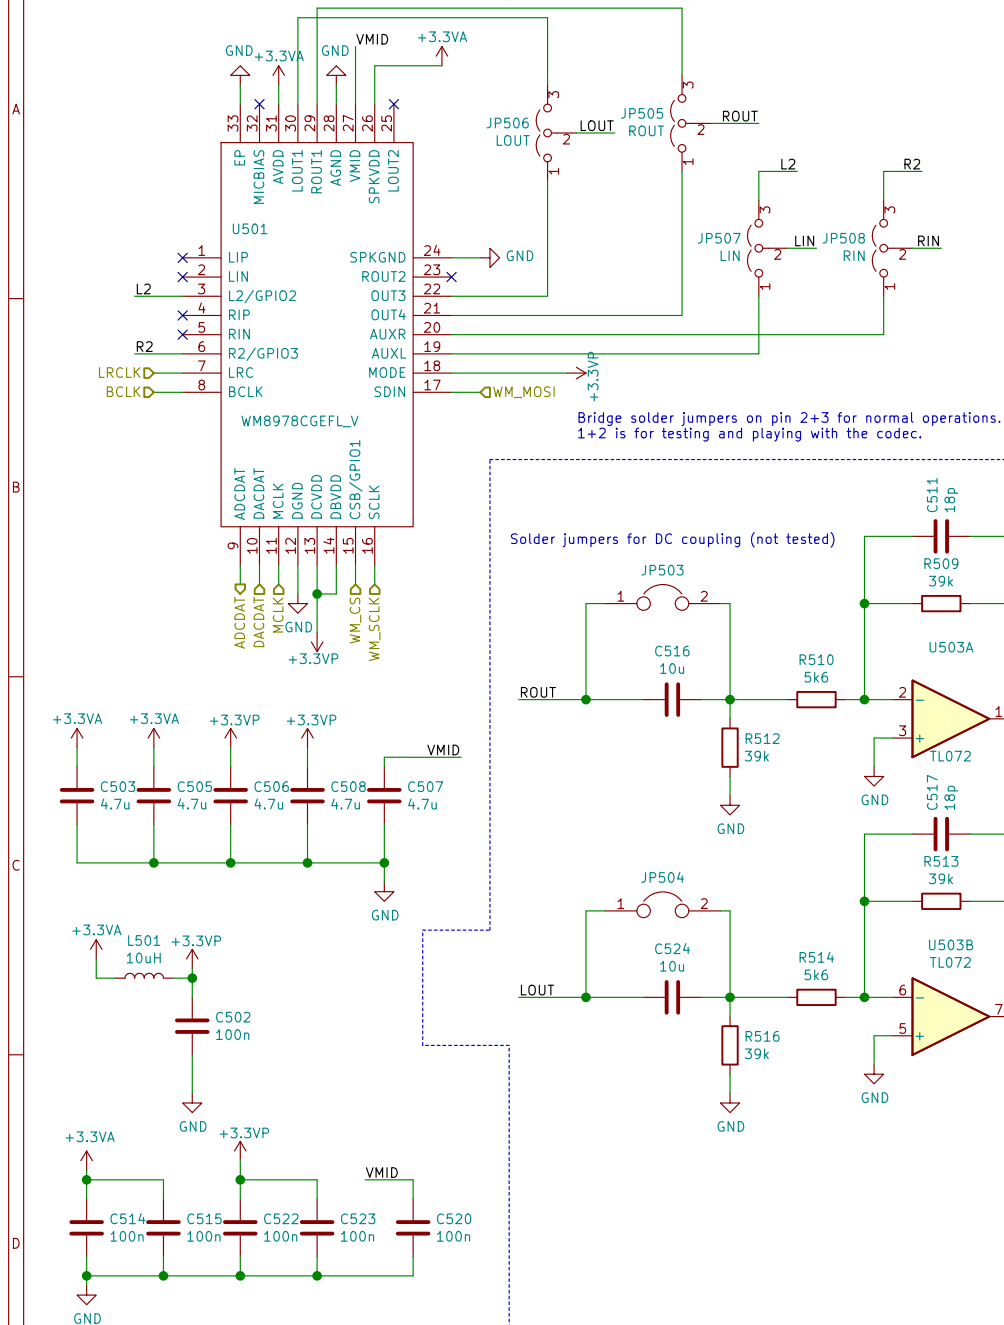 A
B
C
D
GND
+3.3VA
GND
VMID
+3.3VA
33
32
31
30
29
28
27
26
25
EP
MICBIAS
AVDD
LOUT1
ROUT1
AGND
VMID
SPKVDD
LOUT2
U501
1 LIP
2 LIN
L2 3 L2/GPIO2
4 RIP
5 RIN
R2 6 R2/GPIO3
LRCLK 7 LRC
BCLK 8 BCLK
SPKGND 24 GND
ROUT2 23
OUT3 22
OUT4 21
AUXR 20
AUXL 19
MODE 18 +3.3VP
SDIN 17 WM_MOSI
WM8978CGEFL_V
ADCDAT
DACDAT
MCLK
DGND
DCVDD
DBVDD
CSB/GPIO1
SCLK
9
10
11
12
13
14
15
16
ADCDAT
DACDAT
MCLK
GND
+3.3VP
WM_CS
WM_SCLK
JP506
LOUT
3
2
1
LOUT
JP505
ROUT
3
2
1
ROUT
L2
JP507
LIN
3
2
1
LIN
R2
JP508
RIN
3
2
1
RIN
Bridge solder jumpers on pin 2+3 for normal operations.
1+2 is for testing and playing with the codec.
Solder jumpers for DC coupling (not tested)
JP503
1 2
C516
10u
ROUT
R512
39k
GND
R510
5k6
C511
18p
R509
39k
U503A
2
3
1
TL072
GND
C517
18p
R513
39k
JP504
1 2
C524
10u
LOUT
R516
39k
GND
R514
5k6
U503B
TL072
6
5
7
GND
+3.3VA
+3.3VA
+3.3VP
+3.3VP
VMID
C503
4.7u
C505
4.7u
C506
4.7u
C508
4.7u
C507
4.7u
GND
+3.3VA
L501
10uH
+3.3VP
C502
100n
GND
+3.3VA
+3.3VP
VMID
C514
100n
C515
100n
C522
100n
C523
100n
C520
100n
GND